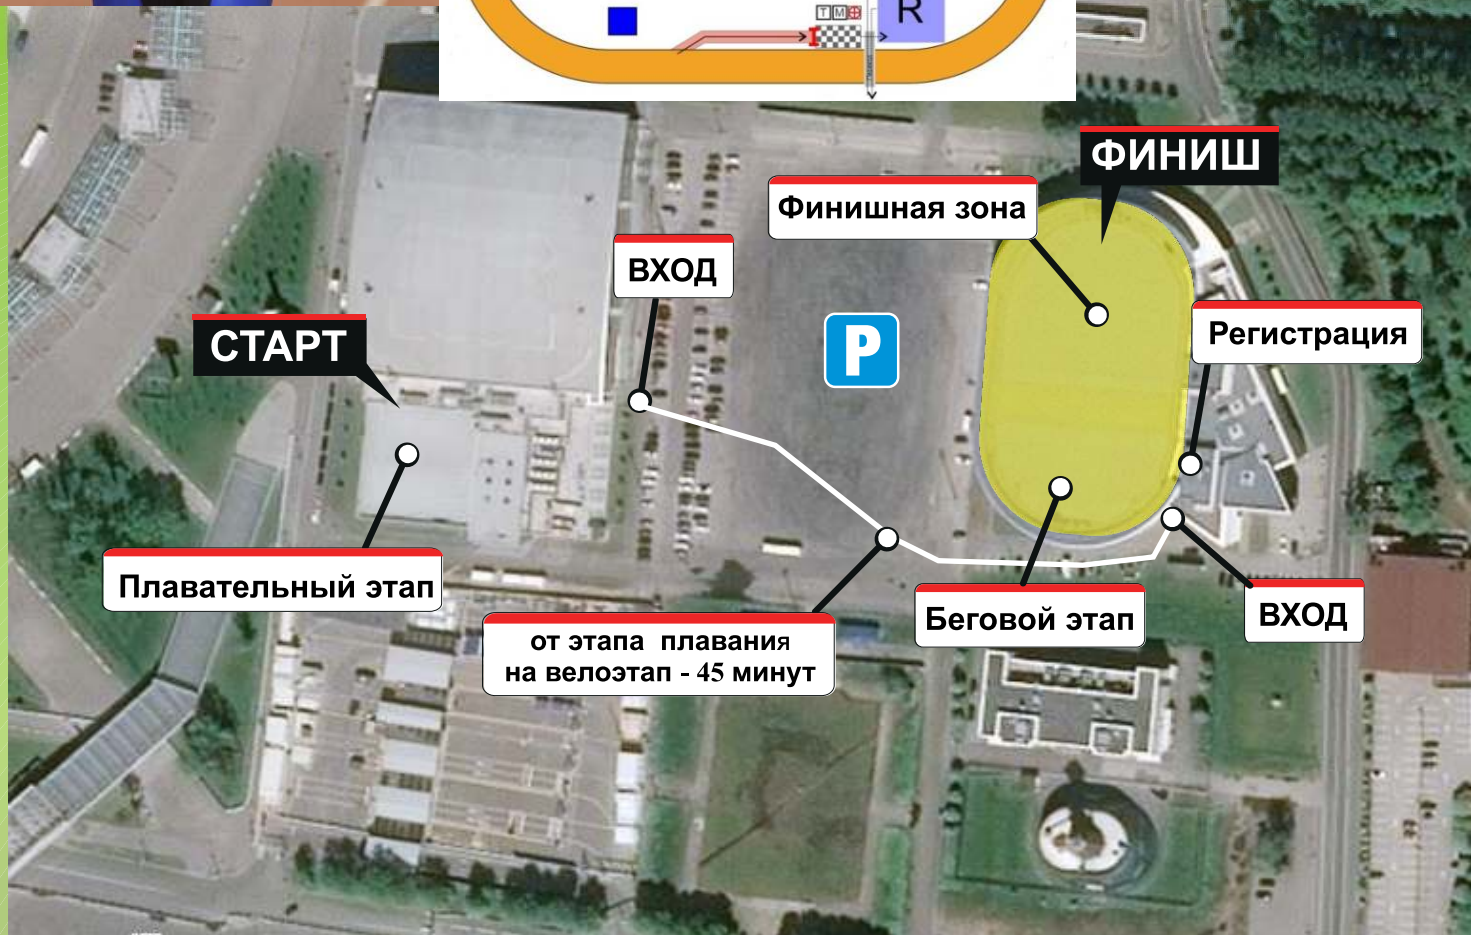 R
T M
ФИНИШ
Финишная зона
ВХОД
P
Регистрация
СТАРТ
Плавательный этап
от этапа плавания
на велоэтап - 45 минут
Беговой этап
ВХОД